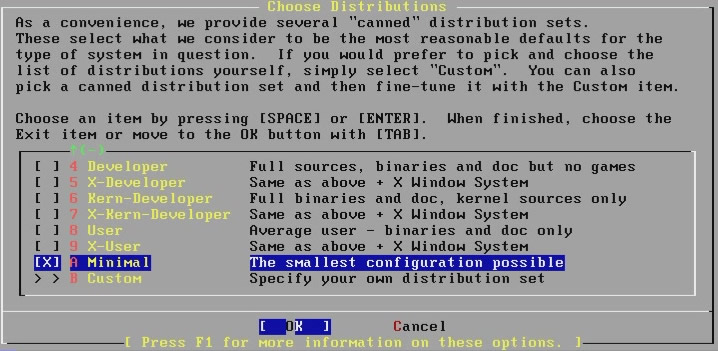 Choose Distributions
As a convenience, we provide several "canned" distribution sets.
These select what we consider to be the most reasonable defaults for the
type of system in question.  If you would prefer to pick and choose the
list of distributions yourself, simply select "Custom".  You can also
pick a canned distribution set and then fine-tune it with the Custom item.
Choose an item by pressing [SPACE] or [ENTER].  When finished, choose the
Exit item or move to the OK button with [TAB].
^(-)
[ ] 4 Developer Full sources, binaries and doc but no games
[ ] 5 X-Developer Same as above + X Window System
[ ] 6 Kern-Developer Full binaries and doc, kernel sources only
[ ] 7 X-Kern-Developer Same as above + X Window System
[ ] 8 User Average user - binaries and doc only
[ ] 9 X-User Same as above + X Window System
[X] A Minimal The smallest configuration possible
> > B Custom Specify your own distribution set
[ OK ] Cancel
[ Press F1 for more information on these options. ]